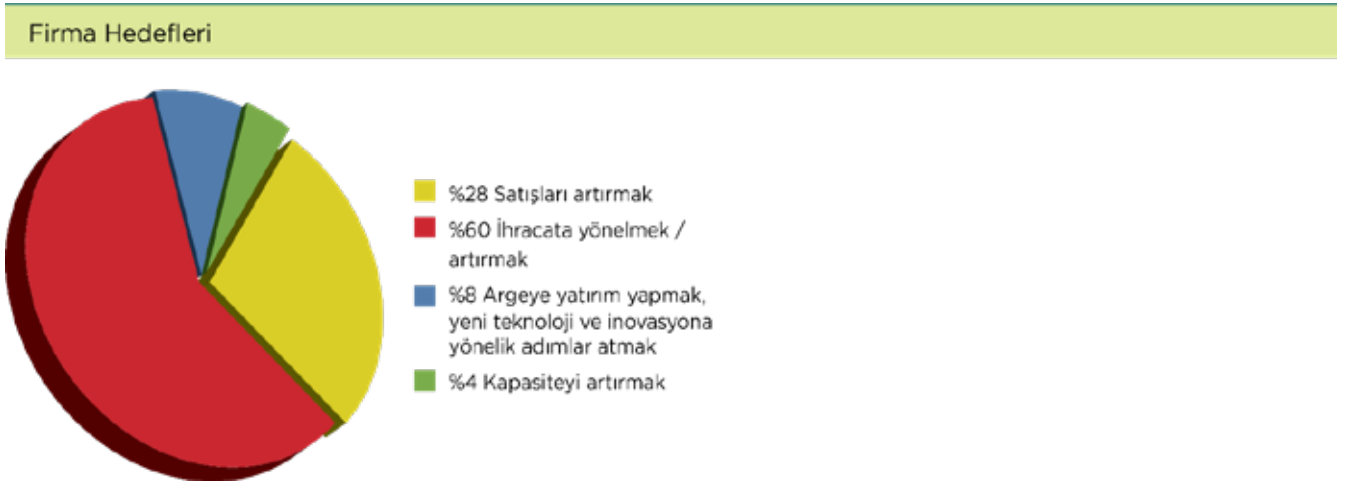 Firma Hedefleri
%28 Satışları artırmak
%60 İhracata yönelmek /
artırmak
%8 Argeye yatırım yapmak,
yeni teknoloji ve inovasyona
yönelik adımlar atmak
%4 Kapasiteyi artırmak